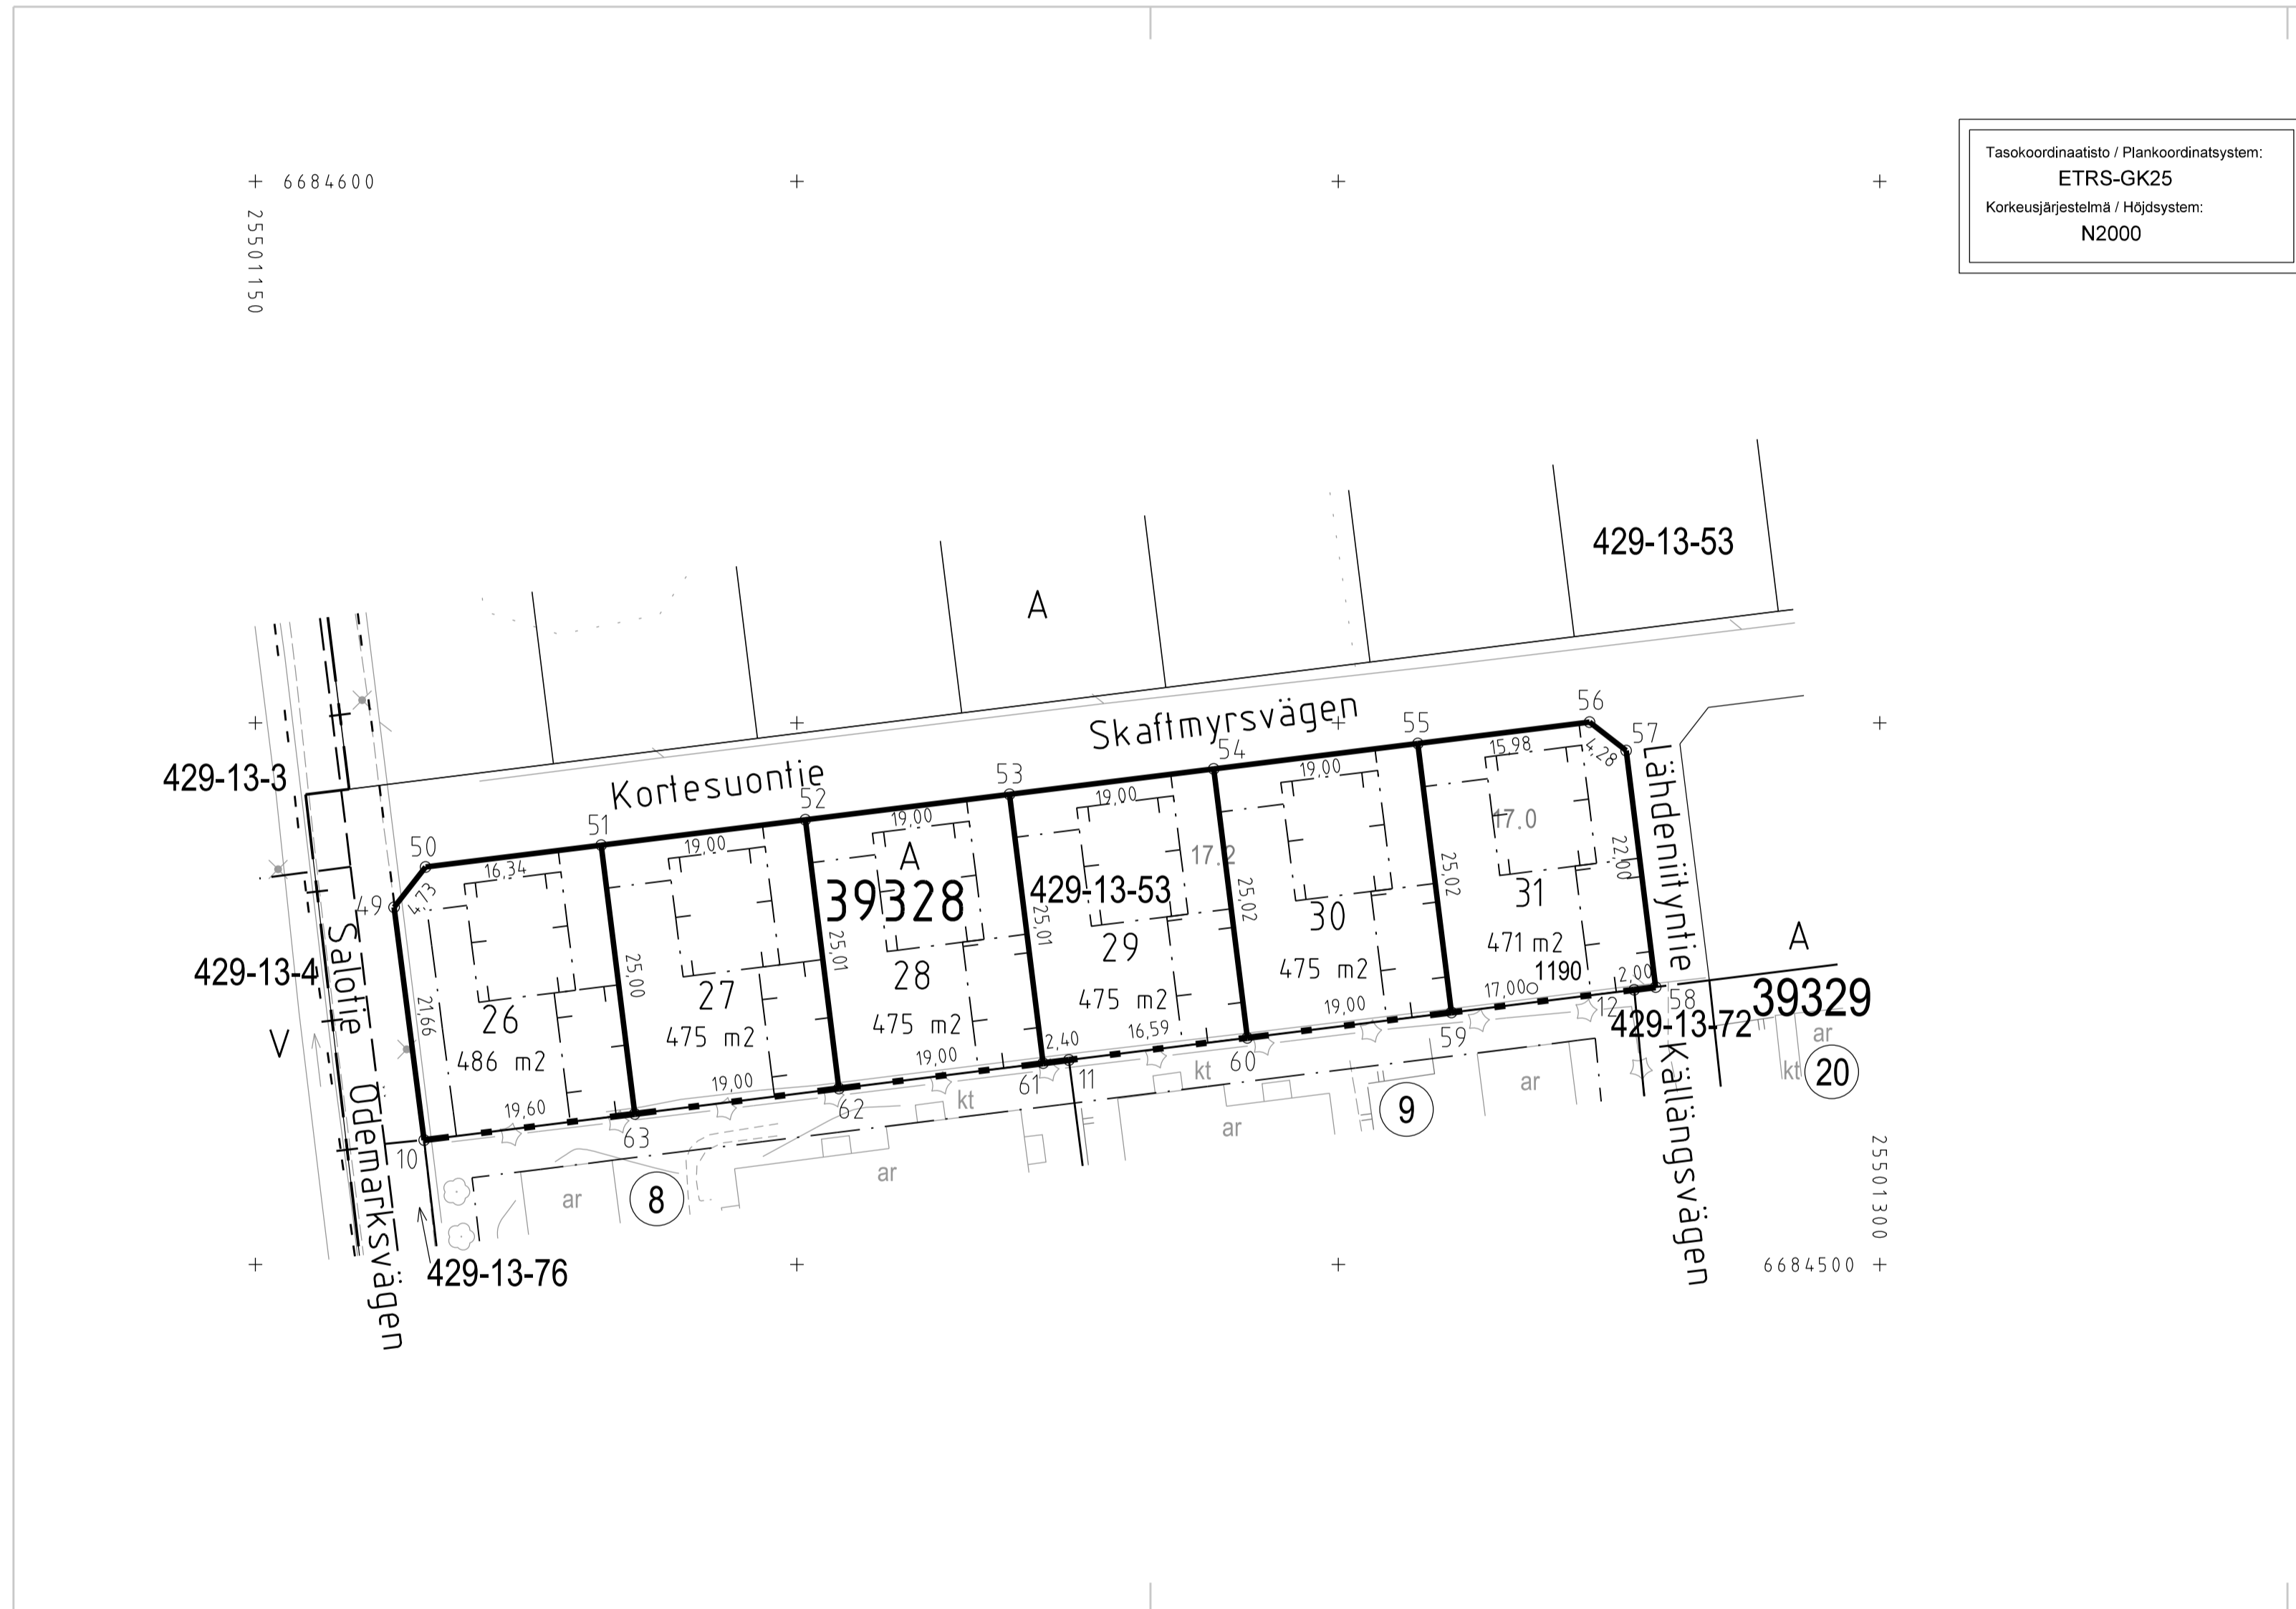 Tasokoordinaatisto / Plankoordinatsystem:
ETRS-GK25
Korkeusjärjestelmä / Höjdsystem:
N2000
6684600
25501150
429-13-53
A
Skaftmyrsvägen
Kortesuontie
429-13-3
429-13-4
V
Salotie
Ödemarksvägen
Lähdeniityntie
Källängsvägen
49
50
51
52
53
54
55
56
57
4,73
16,34
19,00
19,00
19,00
19,00
15,98
4,28
21,66
25,00
25,01
25,01
25,02
25,02
22,00
A
39328
429-13-53
17.2
17.0
26
486 m2
27
475 m2
28
475 m2
29
475 m2
30
475 m2
31
471 m2
1190
19,60
19,00
19,00
2,40
16,59
19,00
17,00
2,00
10
63
62
61
11
60
59
12
58
429-13-72
A
39329
ar
kt
20
kt
kt
ar
ar
ar
ar
8
9
429-13-76
25501300
6684500